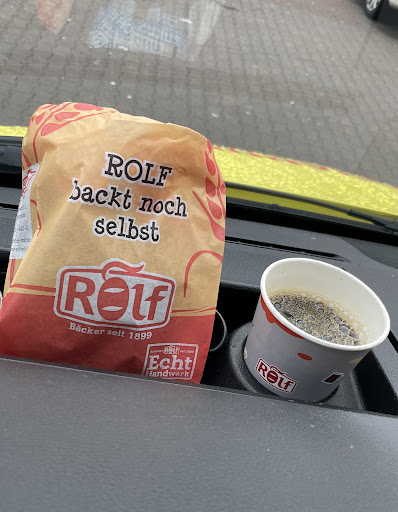 ROLF
backt noch
selbst
Rolf
Bäcker seit 1899
ROLF
Echt
Handwerk
Rolf